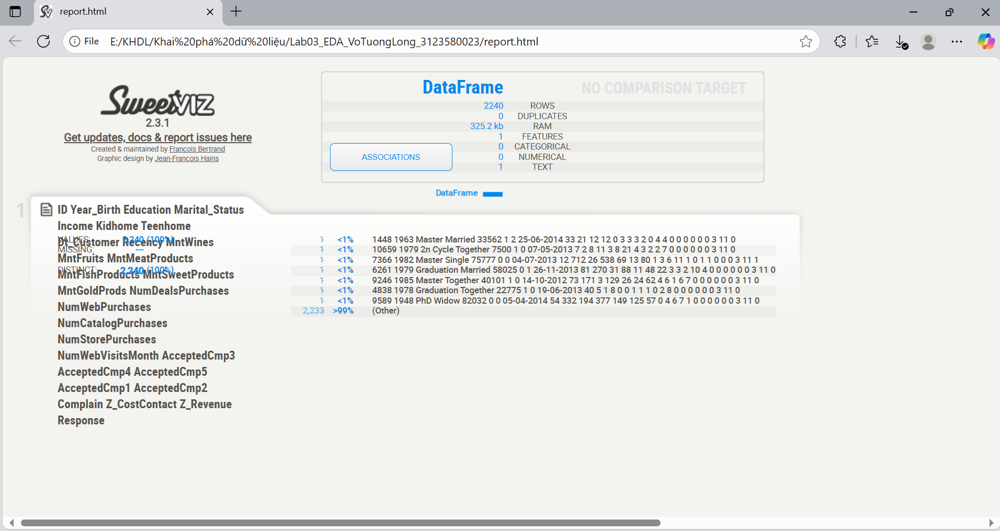 report.html
File E:/KHDL/Khai%20phá%20dữ%20liệu/Lab03_EDA_VoTuongLong_3123580023/report.html
SweetVIZ
2.3.1
Get updates, docs & report issues here
Created & maintained by Francois Bertrand
Graphic design by Jean-Francois Hains
DataFrame NO COMPARISON TARGET
2240 ROWS
0 DUPLICATES
325.2 kb RAM
1 FEATURES
0 CATEGORICAL
0 NUMERICAL
1 TEXT
ASSOCIATIONS
DataFrame
1
ID Year_Birth Education Marital_Status
Income Kidhome Teenhome
Dt_Customer Recency MntWines
MntFruits MntMeatProducts
MntFishProducts MntSweetProducts
MntGoldProds NumDealsPurchases
NumWebPurchases
NumCatalogPurchases
NumStorePurchases
NumWebVisitsMonth AcceptedCmp3
AcceptedCmp4 AcceptedCmp5
AcceptedCmp1 AcceptedCmp2
Complain Z_CostContact Z_Revenue
Response
VALUES: 2,240 (100%)
MISSING: ---
DISTINCT: 2,240 (100%)
1 <1% 1448 1963 Master Married 33562 1 2 25-06-2014 33 21 12 12 0 3 3 3 2 0 4 4 0 0 0 0 0 0 3 11 0
1 <1% 10659 1979 2n Cycle Together 7500 1 0 07-05-2013 7 2 8 11 3 8 21 4 3 2 2 7 0 0 0 0 0 0 3 11 0
1 <1% 7366 1982 Master Single 75777 0 0 04-07-2013 12 712 26 538 69 13 80 1 3 6 11 1 0 1 1 0 0 0 3 11 1
1 <1% 6261 1979 Graduation Married 58025 0 1 26-11-2013 81 270 31 88 11 48 22 3 3 2 10 4 0 0 0 0 0 0 3 11 0
1 <1% 9246 1985 Master Together 40101 1 0 14-10-2012 73 171 3 129 26 24 62 4 6 1 6 7 0 0 0 0 0 0 3 11 0
1 <1% 4838 1978 Graduation Together 22775 1 0 19-06-2013 40 5 1 8 0 0 1 1 1 0 2 8 0 0 0 0 0 0 3 11 0
1 <1% 9589 1948 PhD Widow 82032 0 0 05-04-2014 54 332 194 377 149 125 57 0 4 6 7 1 0 0 0 0 0 0 3 11 0
2,233 >99% (Other)